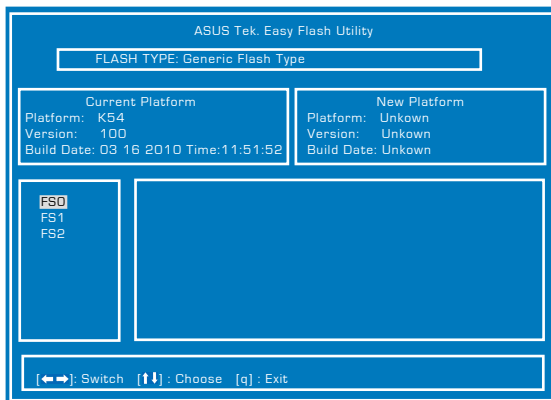 ASUS Tek. Easy Flash Utility
FLASH TYPE: Generic Flash Type
Current Platform
Platform: K54
Version: 100
Build Date: 03 16 2010 Time:11:51:52
New Platform
Platform: Unkown
Version: Unkown
Build Date: Unkown
FS0
FS1
FS2
[←→]: Switch [↑↓] : Choose [q] : Exit